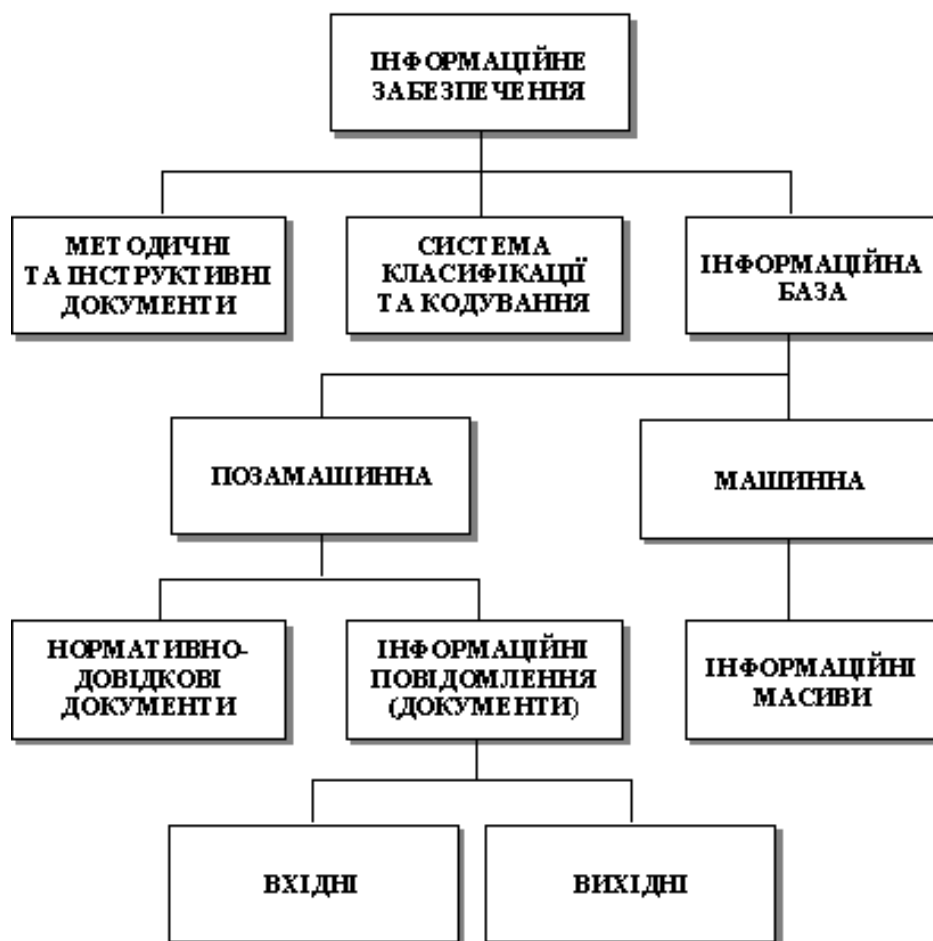 ІНФОРМАЦІЙНЕ
ЗАБЕЗПЕЧЕННЯ
МЕТОДИЧНІ
ТА ІНСТРУКТИВНІ
ДОКУМЕНТИ
СИСТЕМА
КЛАСИФІКАЦІЇ
ТА КОДУВАННЯ
ІНФОРМАЦІЙНА
БАЗА
ПОЗАМАШИННА
МАШИННА
НОРМАТИВНО-
ДОВІДКОВІ
ДОКУМЕНТИ
ІНФОРМАЦІЙНІ
ПОВІДОМЛЕННЯ
(ДОКУМЕНТИ)
ІНФОРМАЦІЙНІ
МАСИВИ
ВХІДНІ
ВИХІДНІ